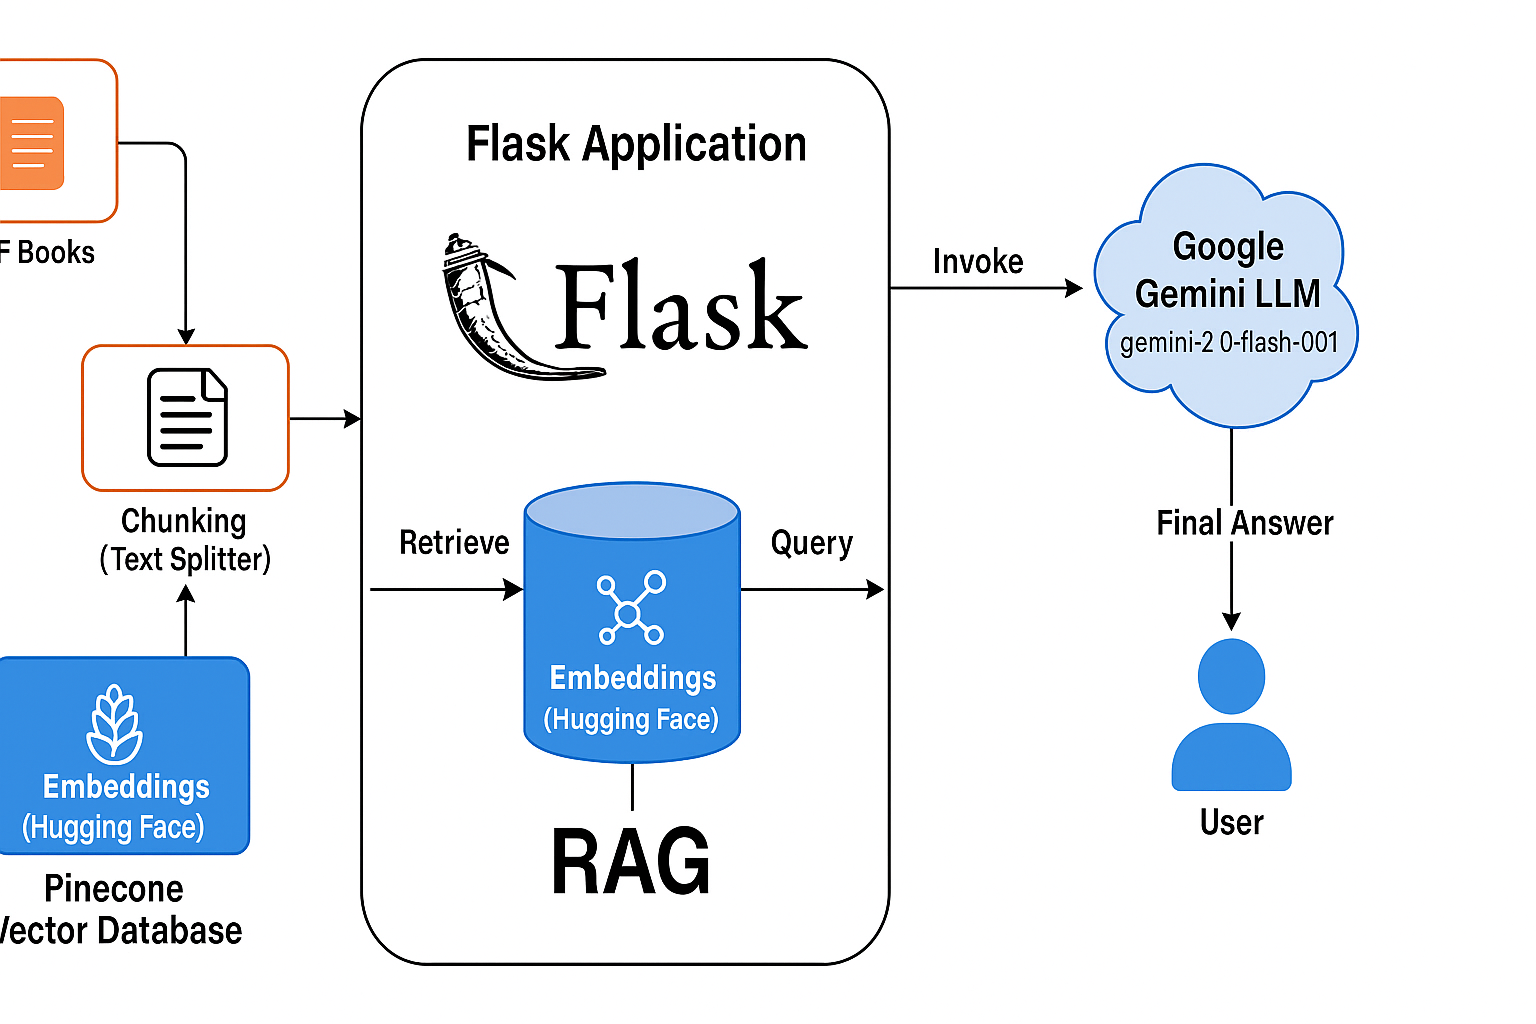 F Books
Chunking
(Text Splitter)
Embeddings
(Hugging Face)
Pinecone
Vector Database
Flask Application
Flask
Retrieve
Query
Embeddings
(Hugging Face)
RAG
Invoke
Google
Gemini LLM
gemini-2 0-flash-001
Final Answer
User